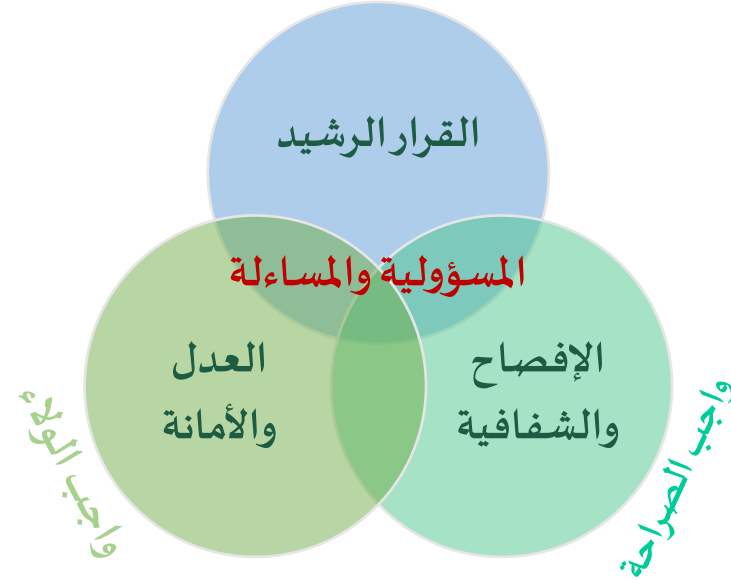 القرار الرشيد
المسؤولية والمساءلة
الإفصاح
والشفافية
العدل
والأمانة
واجب الصراحة
واجب الولاء